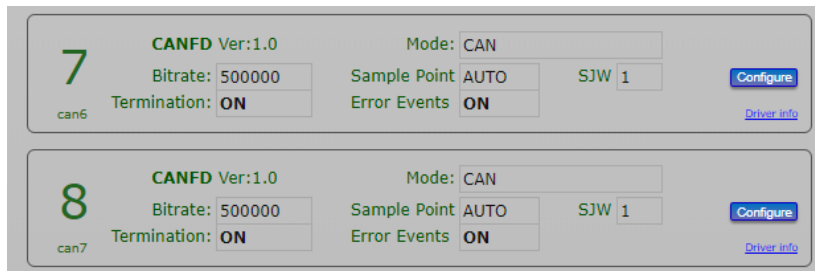 7
can6
CANFD Ver:1.0 Mode: CAN
Bitrate: 500000 Sample Point AUTO SJW 1
Termination: ON Error Events ON
Configure
Driver info
8
can7
CANFD Ver:1.0 Mode: CAN
Bitrate: 500000 Sample Point AUTO SJW 1
Termination: ON Error Events ON
Configure
Driver info